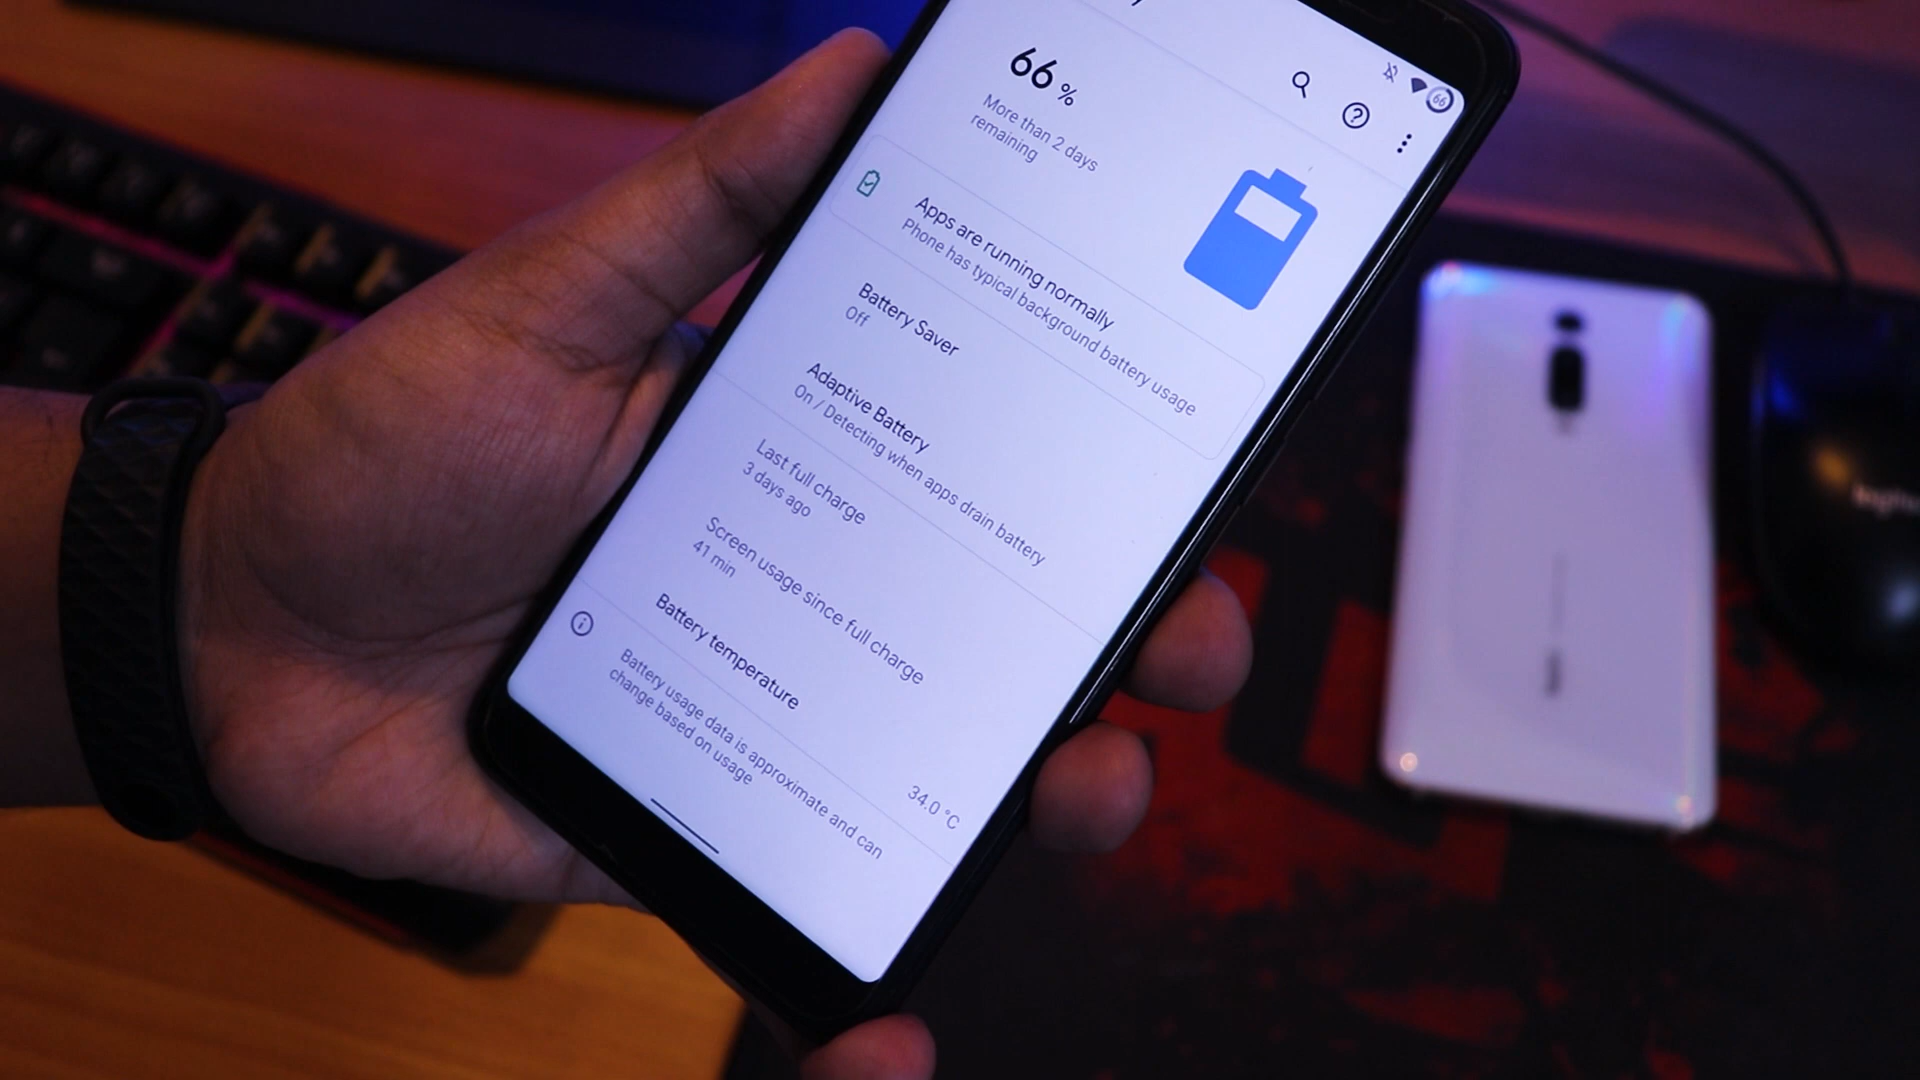 66
66 %
More than 2 days
remaining
Apps are running normally
Phone has typical background battery usage
Battery Saver
Off
Adaptive Battery
On / Detecting when apps drain battery
Last full charge
3 days ago
Screen usage since full charge
41 min
Battery temperature
34.0 °C
Battery usage data is approximate and can
change based on usage